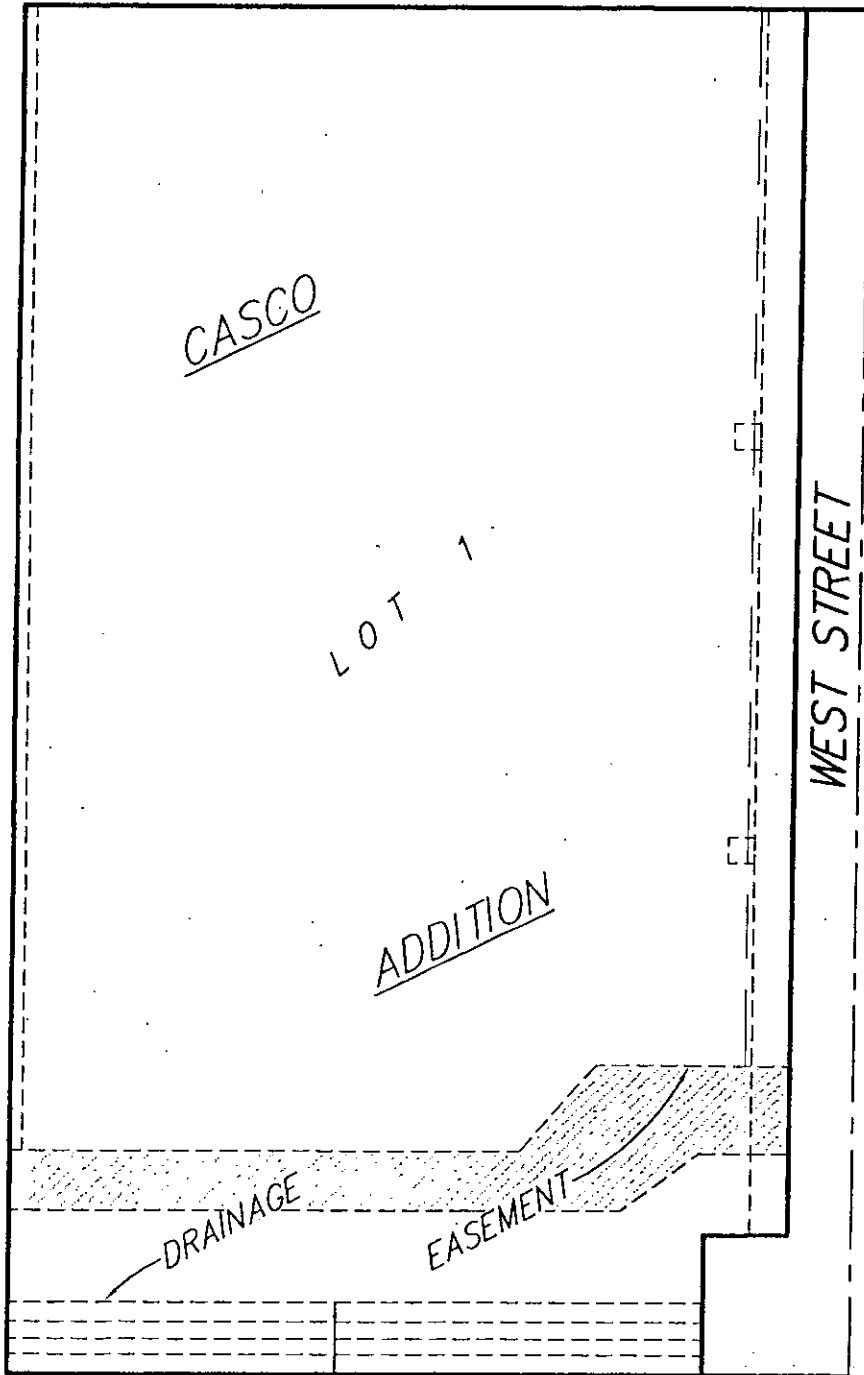 CASCO
LOT 1
WEST STREET
ADDITION
DRAINAGE
EASEMENT